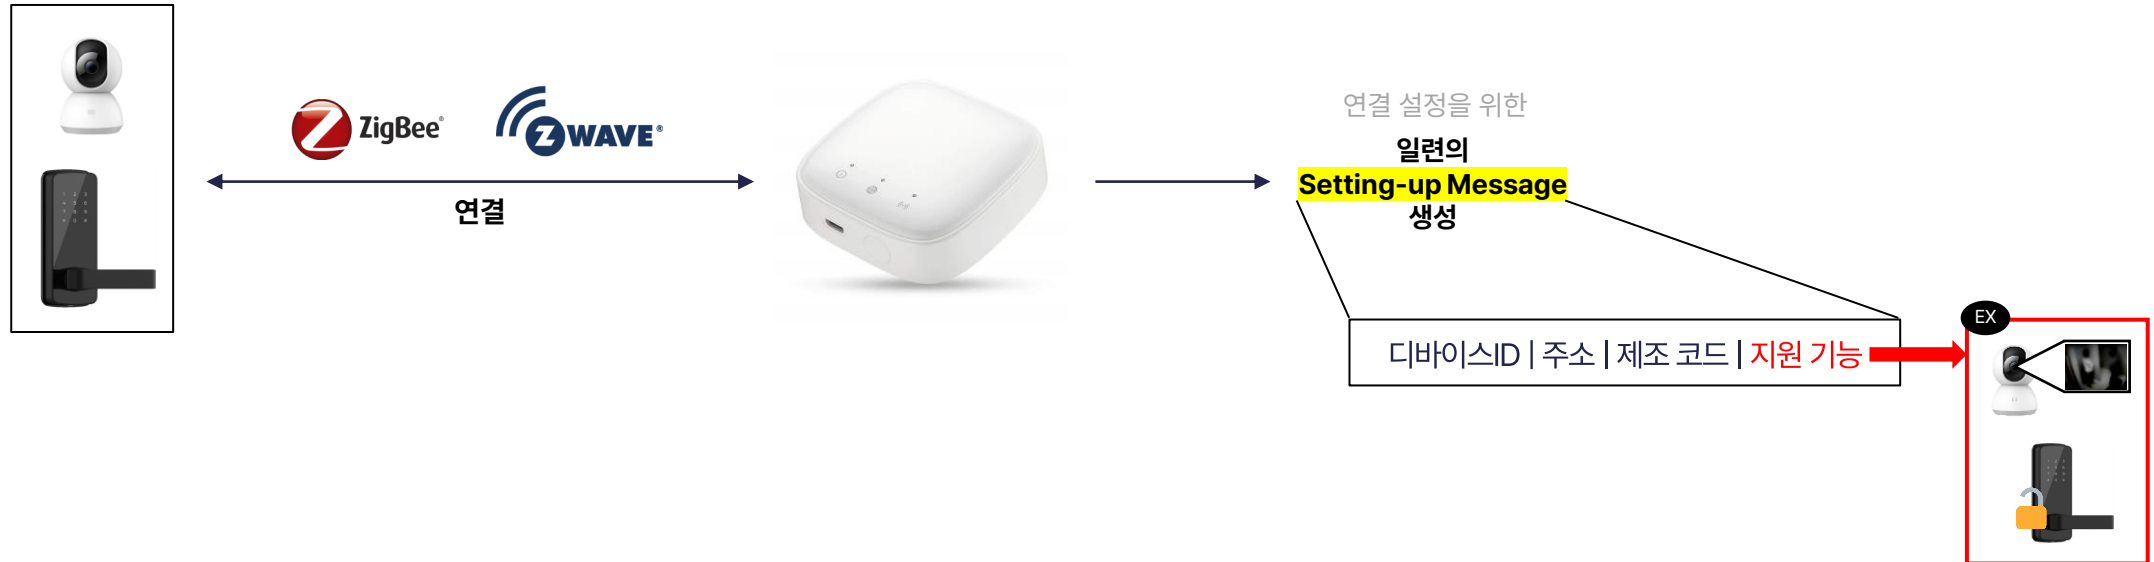 ZigBee®
Z WAVE®
연결
연결 설정을 위한
일련의
Setting-up Message
생성
디바이스ID | 주소 | 제조 코드 | 지원 기능
EX